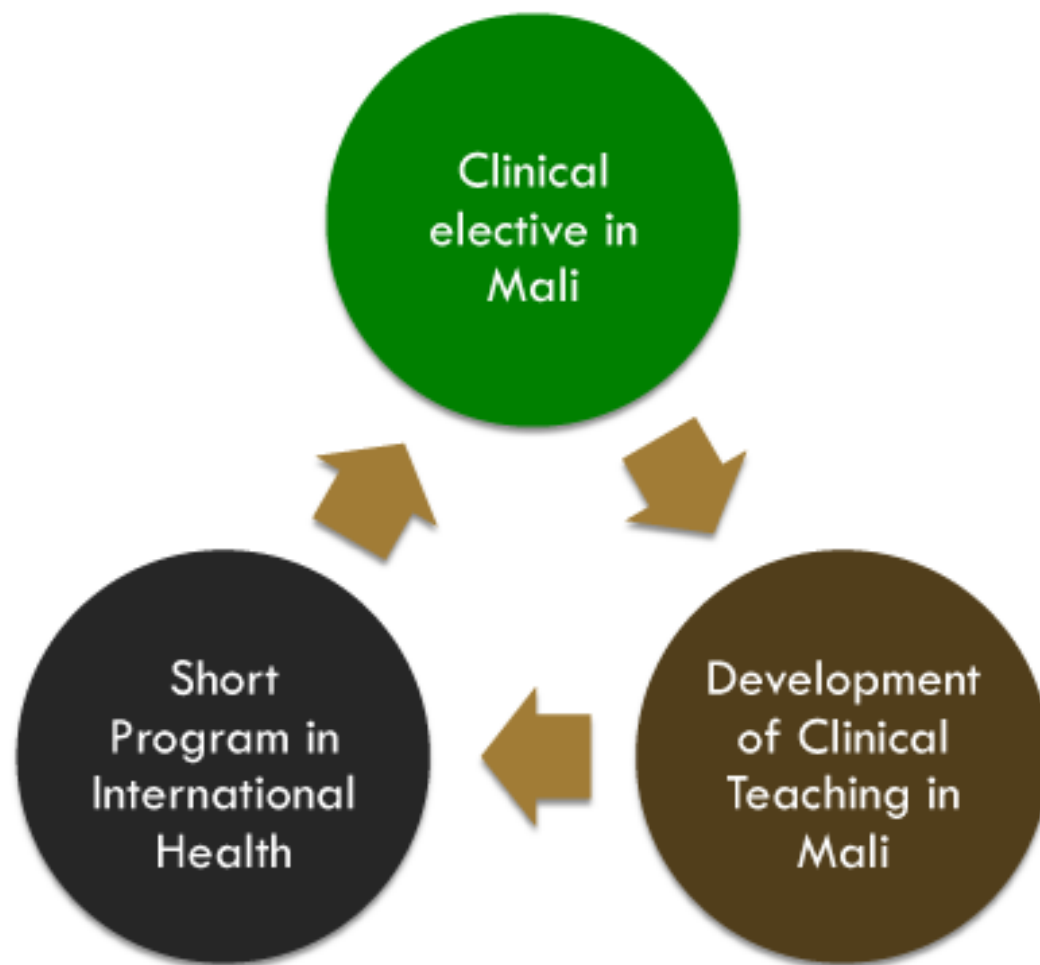 Clinical
elective in
Mali
Development
of Clinical
Teaching in
Mali
Short
Program in
International
Health